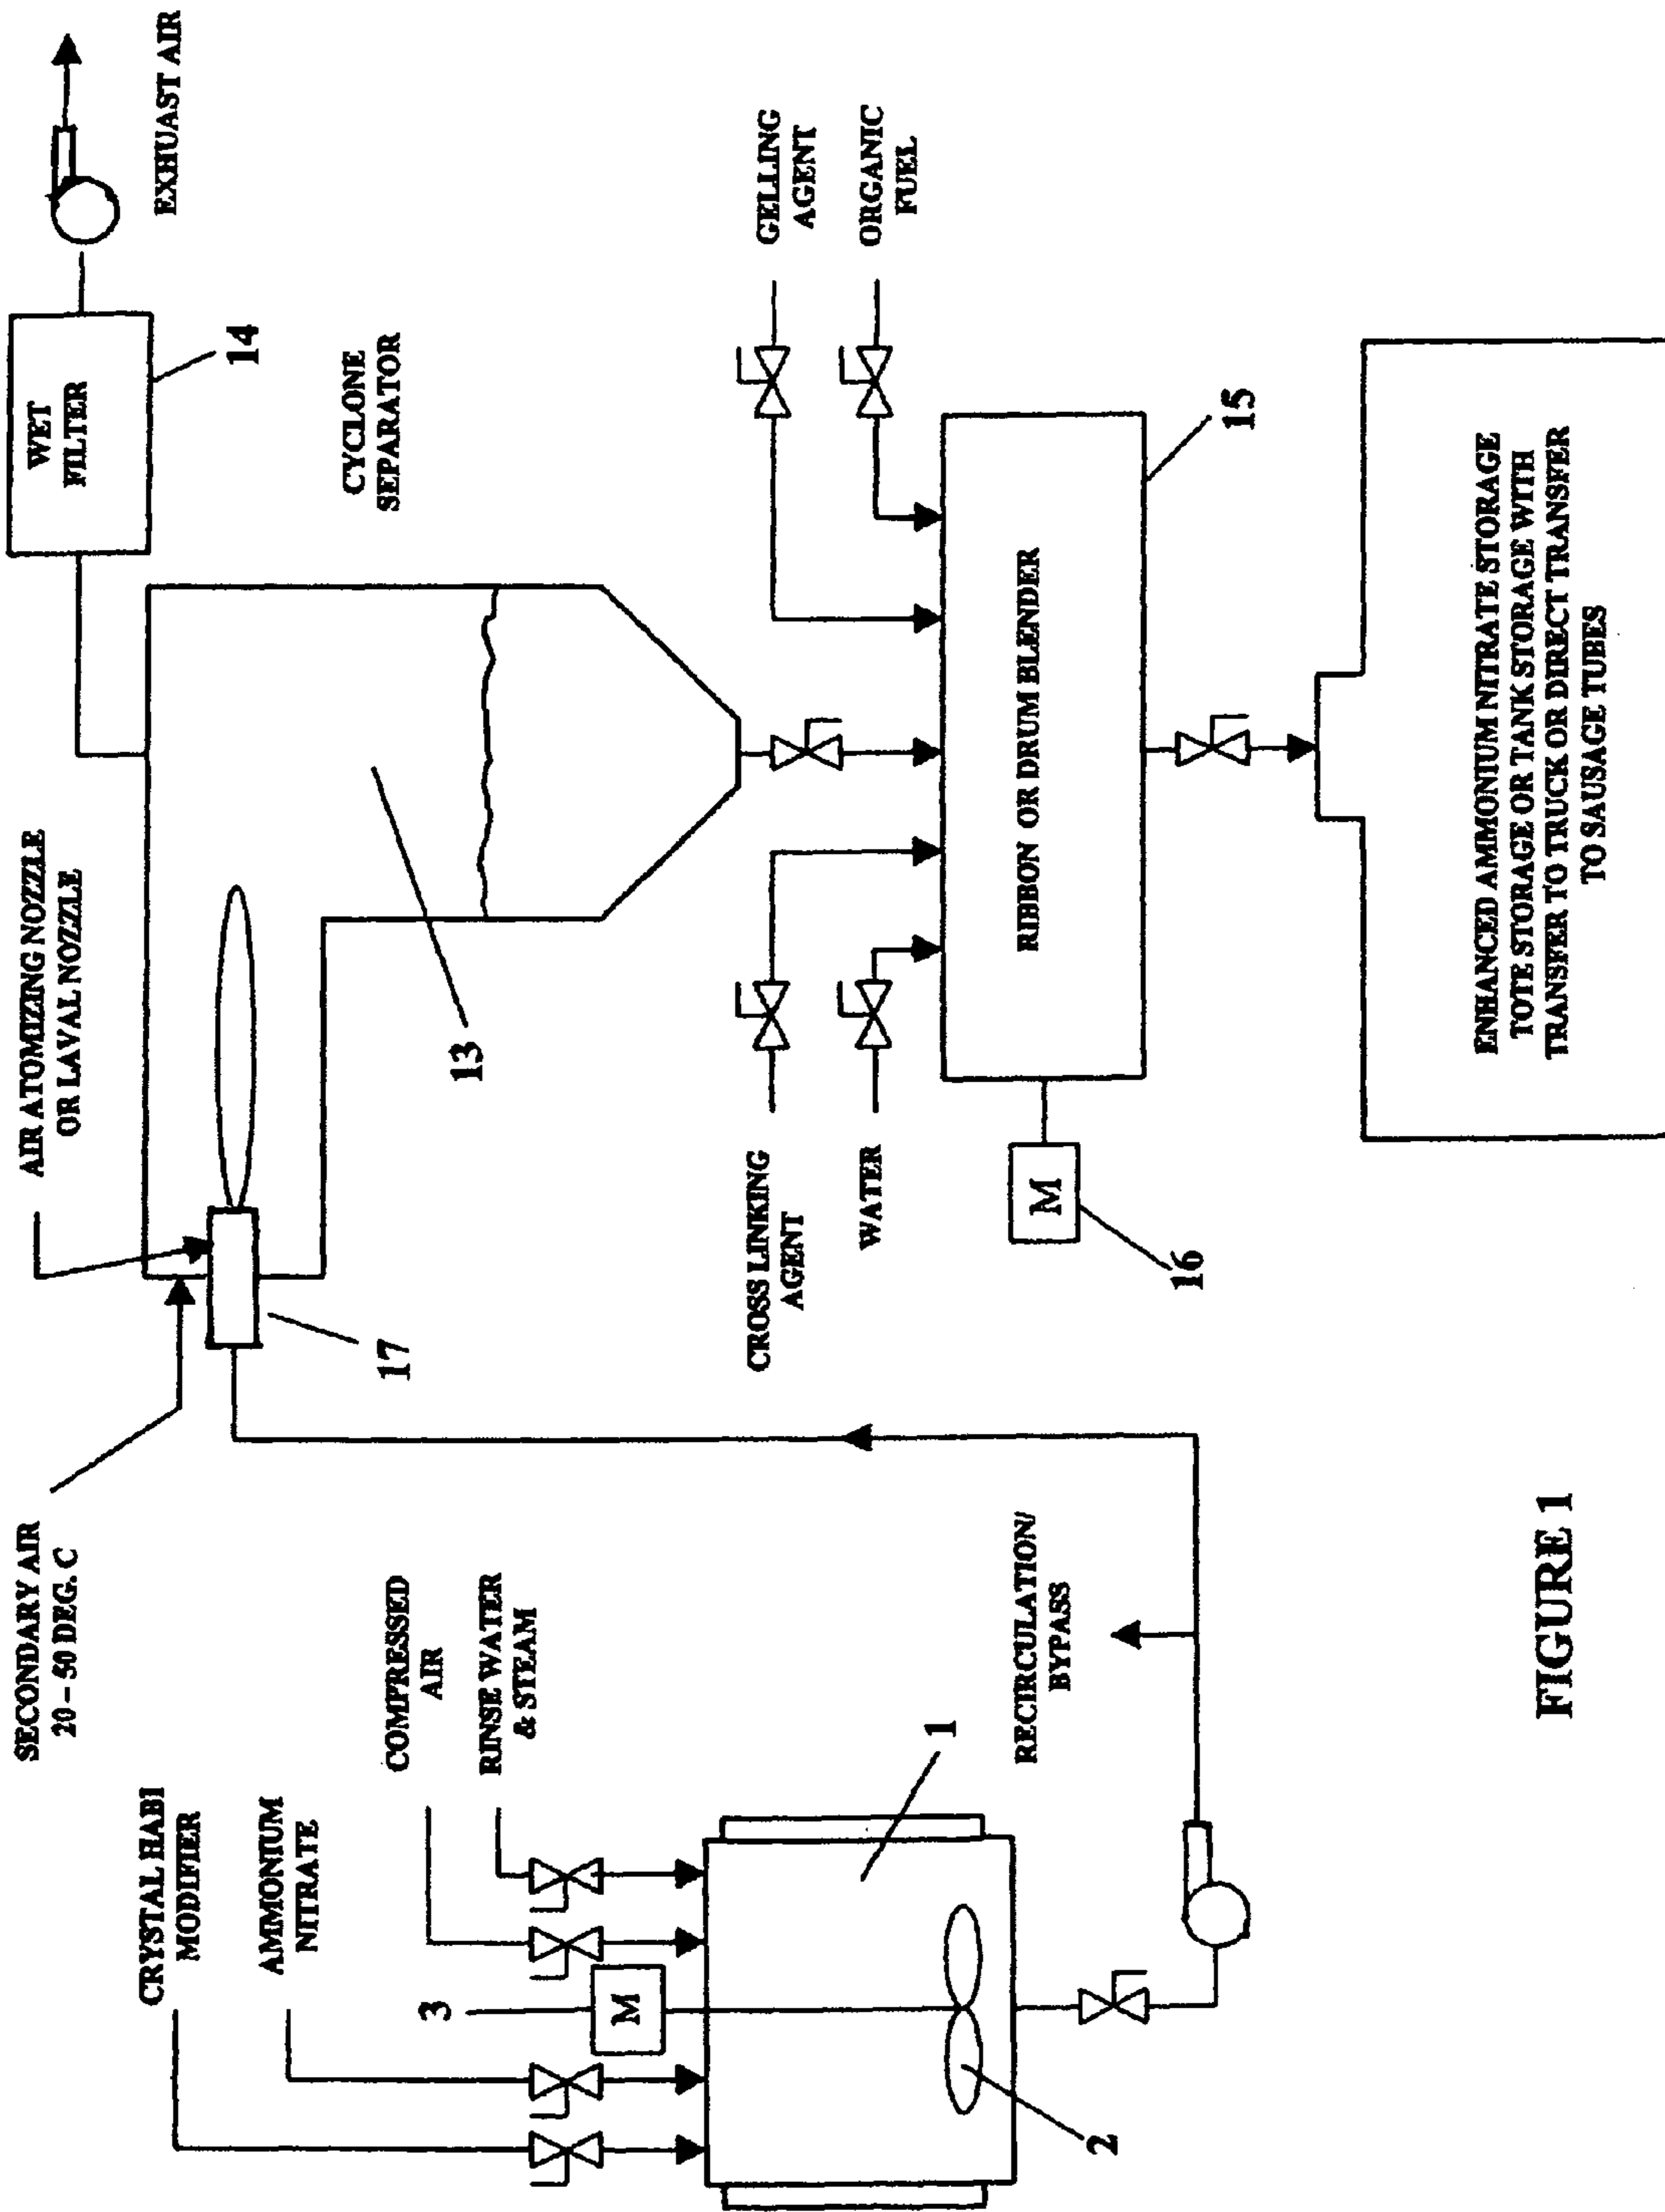 SECONDARY AIR
20 – 50 DEG. C
AIR ATOMIZING NOZZLE
OR LAVAL NOZZLE
WET
FILTER
14
EXHUAST AIR
CYCLONE
SEPARATOR
17
13
CRYSTAL HABI
MODIFIER
AMMONIUM
NITRATE
3
M
COMPRESSED
AIR
RINSE WATER
& STEAM
1
2
RECIRCULATION/
BYPASS
CROSS LINKING
AGENT
WATER
GELLING
AGENT
ORGANIC
FUEL
RIBBON OR DRUM BLENDER
15
M
16
ENHANCED AMMONIUM NITRATE STORAGE
TOTE STORAGE OR TANK STORAGE WITH
TRANSFER TO TRUCK OR DIRECT TRANSFER
TO SAUSAGE TUBES
FIGURE 1